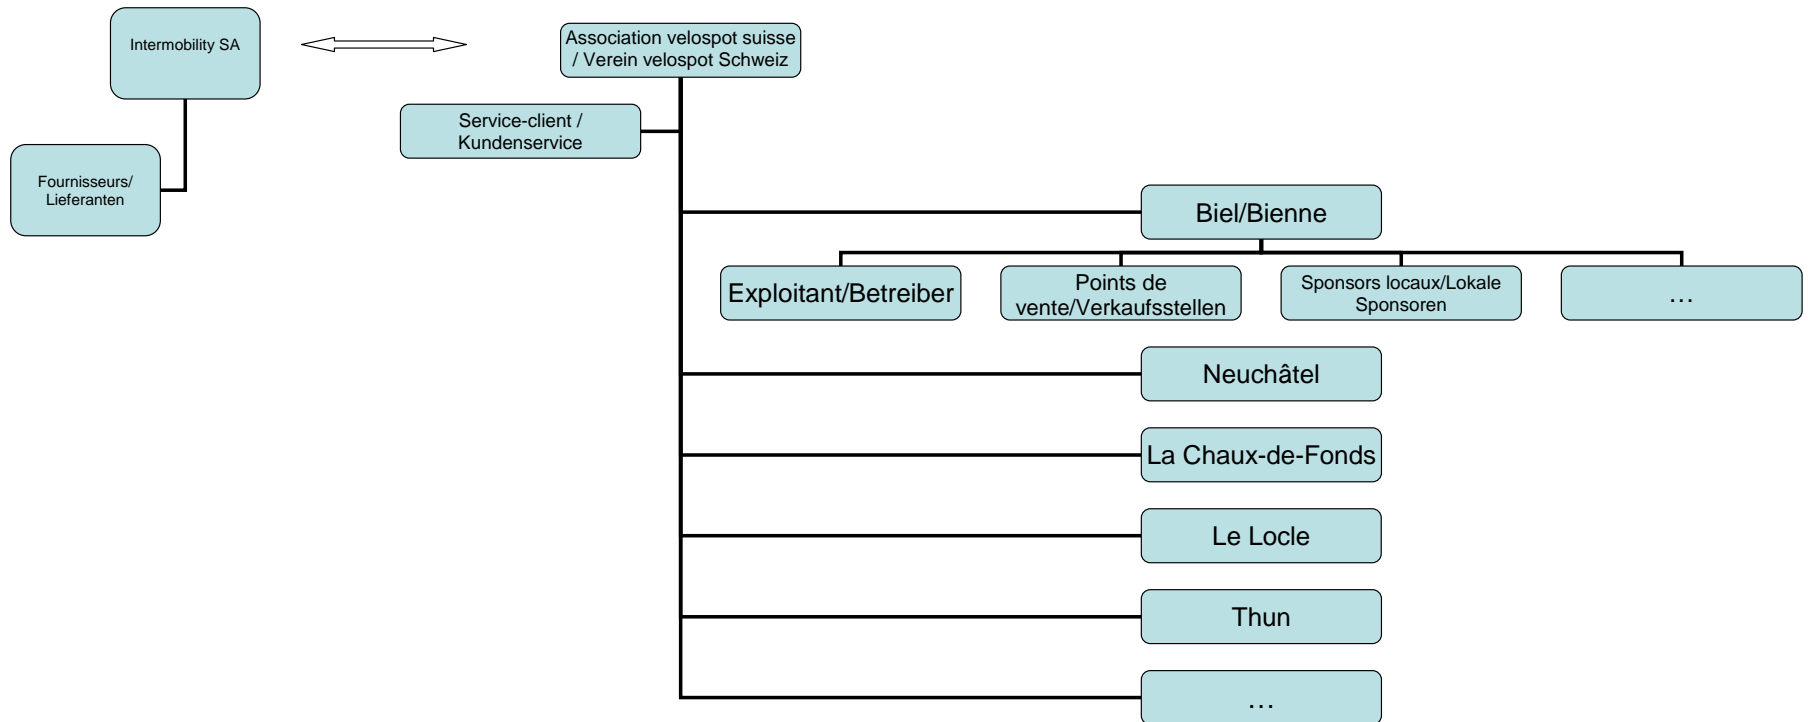 Intermobility SA
Association velospot suisse
/ Verein velospot Schweiz
Service-client /
Kundenservice
Fournisseurs/
Lieferanten
Biel/Bienne
Exploitant/Betreiber
Points de
vente/Verkaufsstellen
Sponsors locaux/Lokale
Sponsoren
…
Neuchâtel
La Chaux-de-Fonds
Le Locle
Thun
…